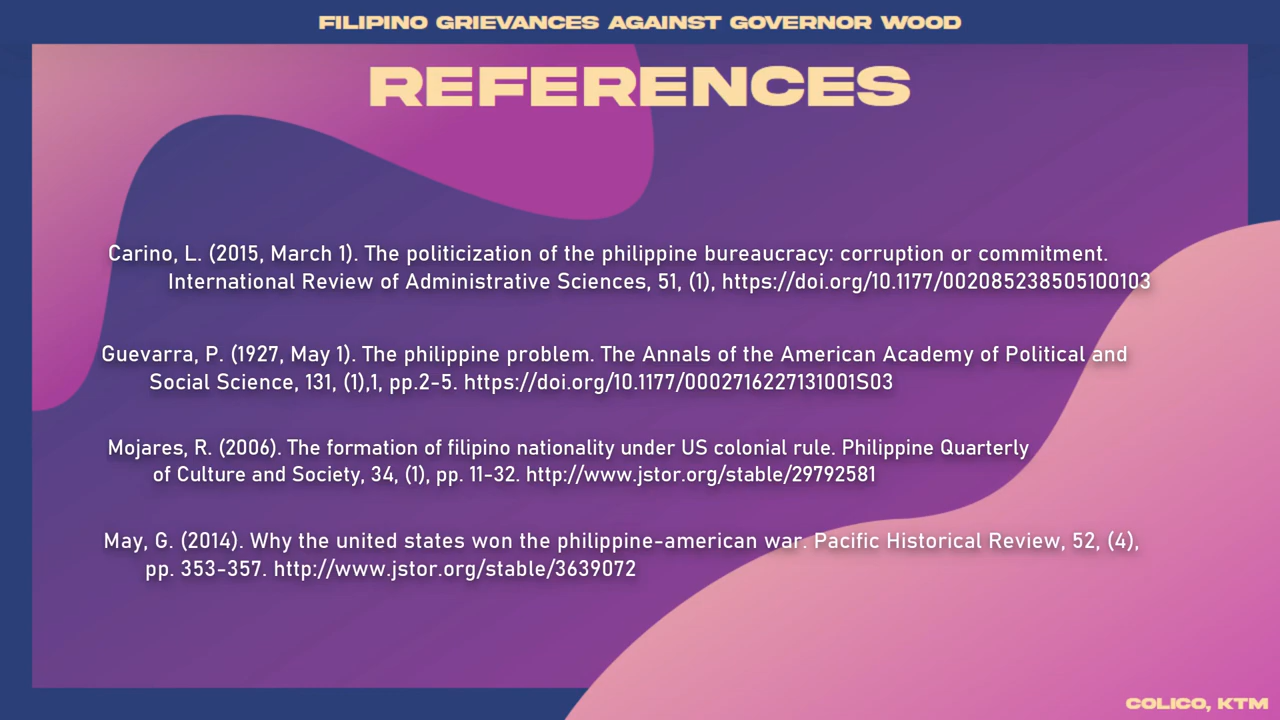 FILIPINO GRIEVANCES AGAINST GOVERNOR WOOD
REFERENCES
Carino, L. (2015, March 1). The politicization of the philippine bureaucracy: corruption or commitment.
International Review of Administrative Sciences, 51, (1), https://doi.org/10.1177/002085238505100103
Guevarra, P. (1927, May 1). The philippine problem. The Annals of the American Academy of Political and
Social Science, 131, (1),1, pp.2-5. https://doi.org/10.1177/0002716227131001S03
Mojares, R. (2006). The formation of filipino nationality under US colonial rule. Philippine Quarterly
of Culture and Society, 34, (1), pp. 11-32. http://www.jstor.org/stable/29792581
May, G. (2014). Why the united states won the philippine-american war. Pacific Historical Review, 52, (4),
pp. 353-357. http://www.jstor.org/stable/3639072
COLICO, KTM